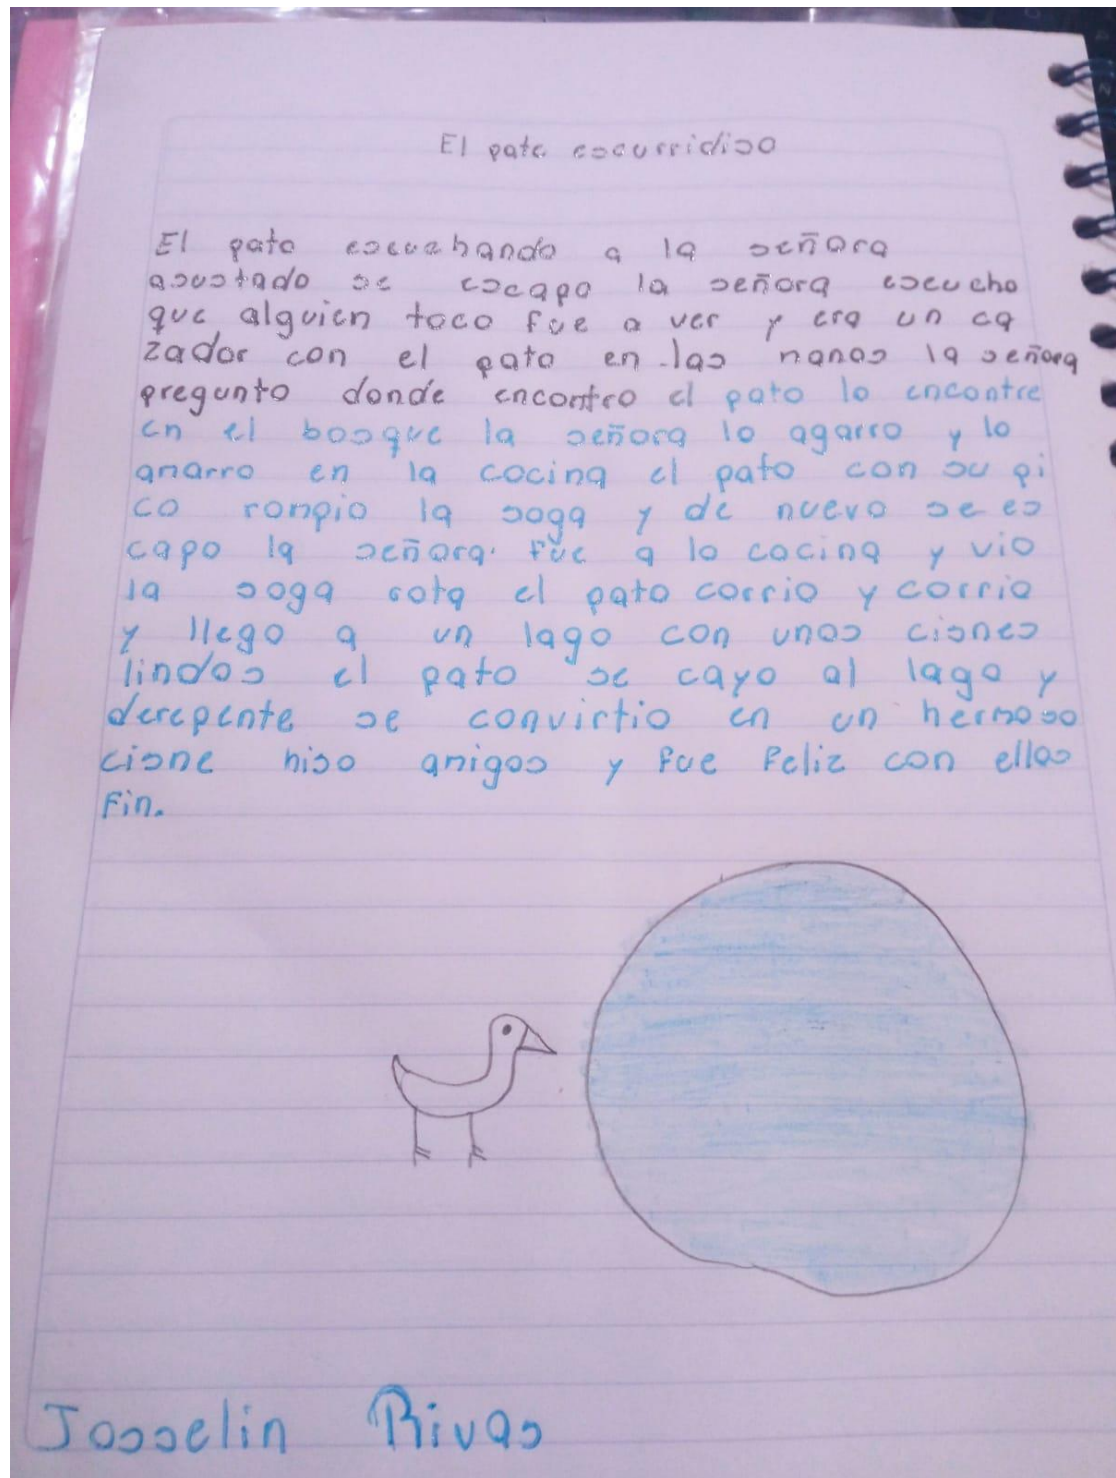 El pato escurridiso
El pato escuchando a la señora
asustado se escapo la señora escucho
que alguien toco fue a ver y era un ca
zador con el pato en las manos la señora
pregunto donde encontro el pato lo encontre
en el bosque la señora lo agarro y lo
amarro en la cocina el pato con su pi
co rompio la soga y de nuevo se es
capo la señora. fue a lo cocina y vio
la soga rota el pato corrio y corrio
y llego a un lago con unos cisnes
lindos el pato se cayo al lago y
derepente se convirtio en un hermoso
cisne hiso amigos y fue feliz con ellos
Fin.
Josselin Rivas